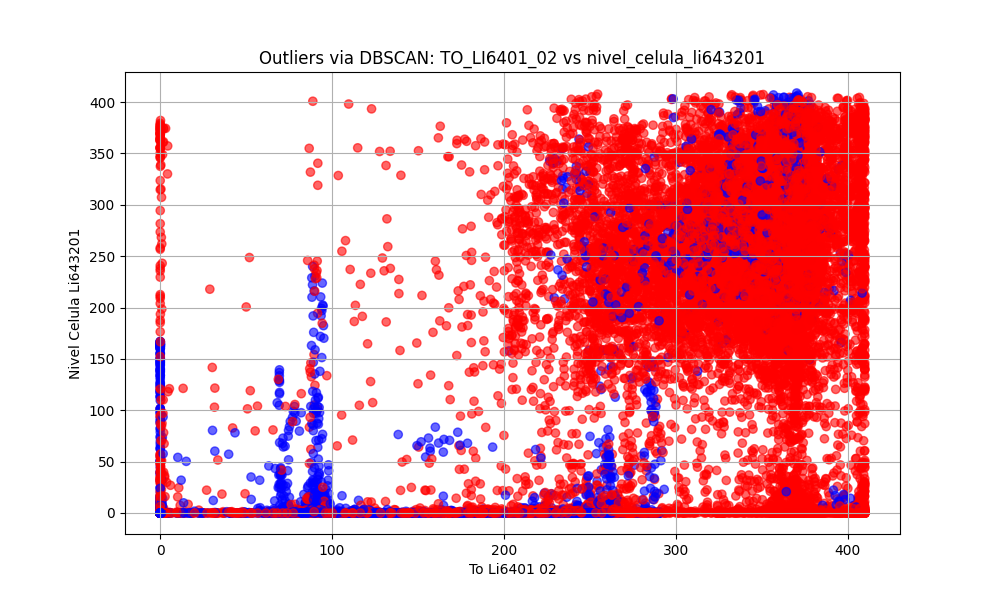 Outliers via DBSCAN: TO_LI6401_02 vs nivel_celula_li643201
400
350
300
250
200
150
100
50
0
Nivel Celula Li643201
0 100 200 300 400
To Li6401 02